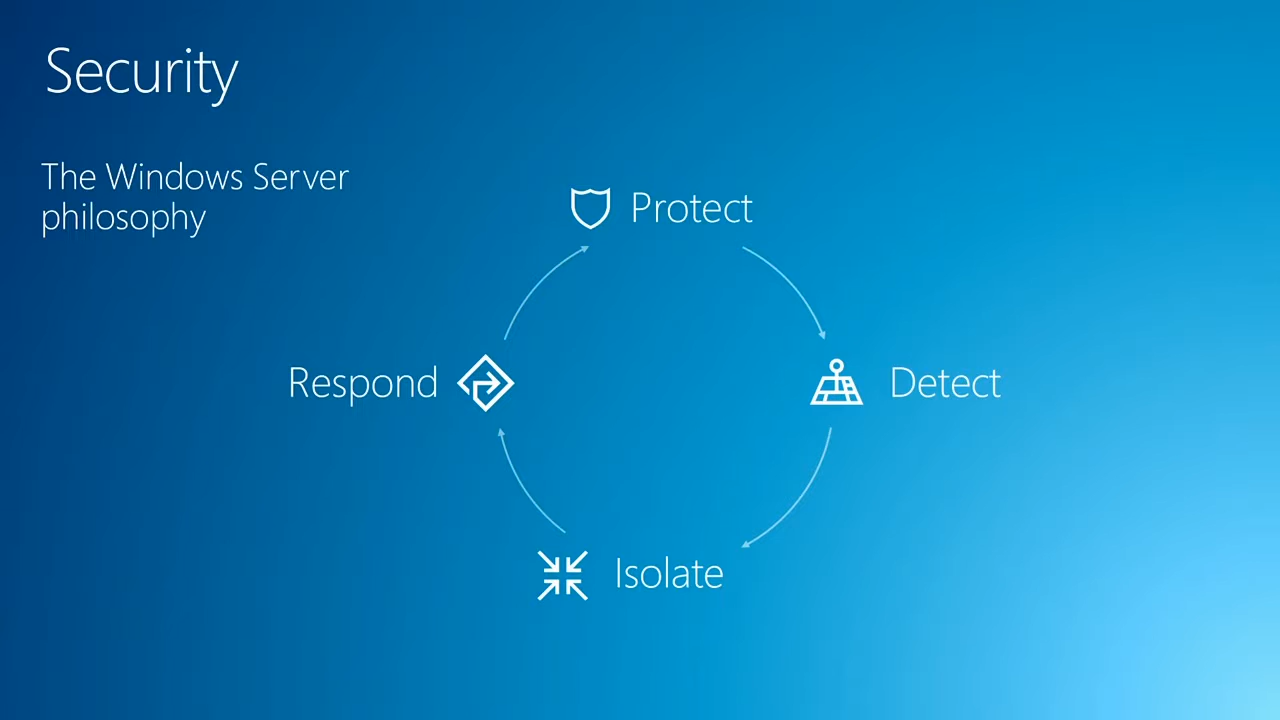 Security
The Windows Server
philosophy
Protect
Respond
Detect
Isolate